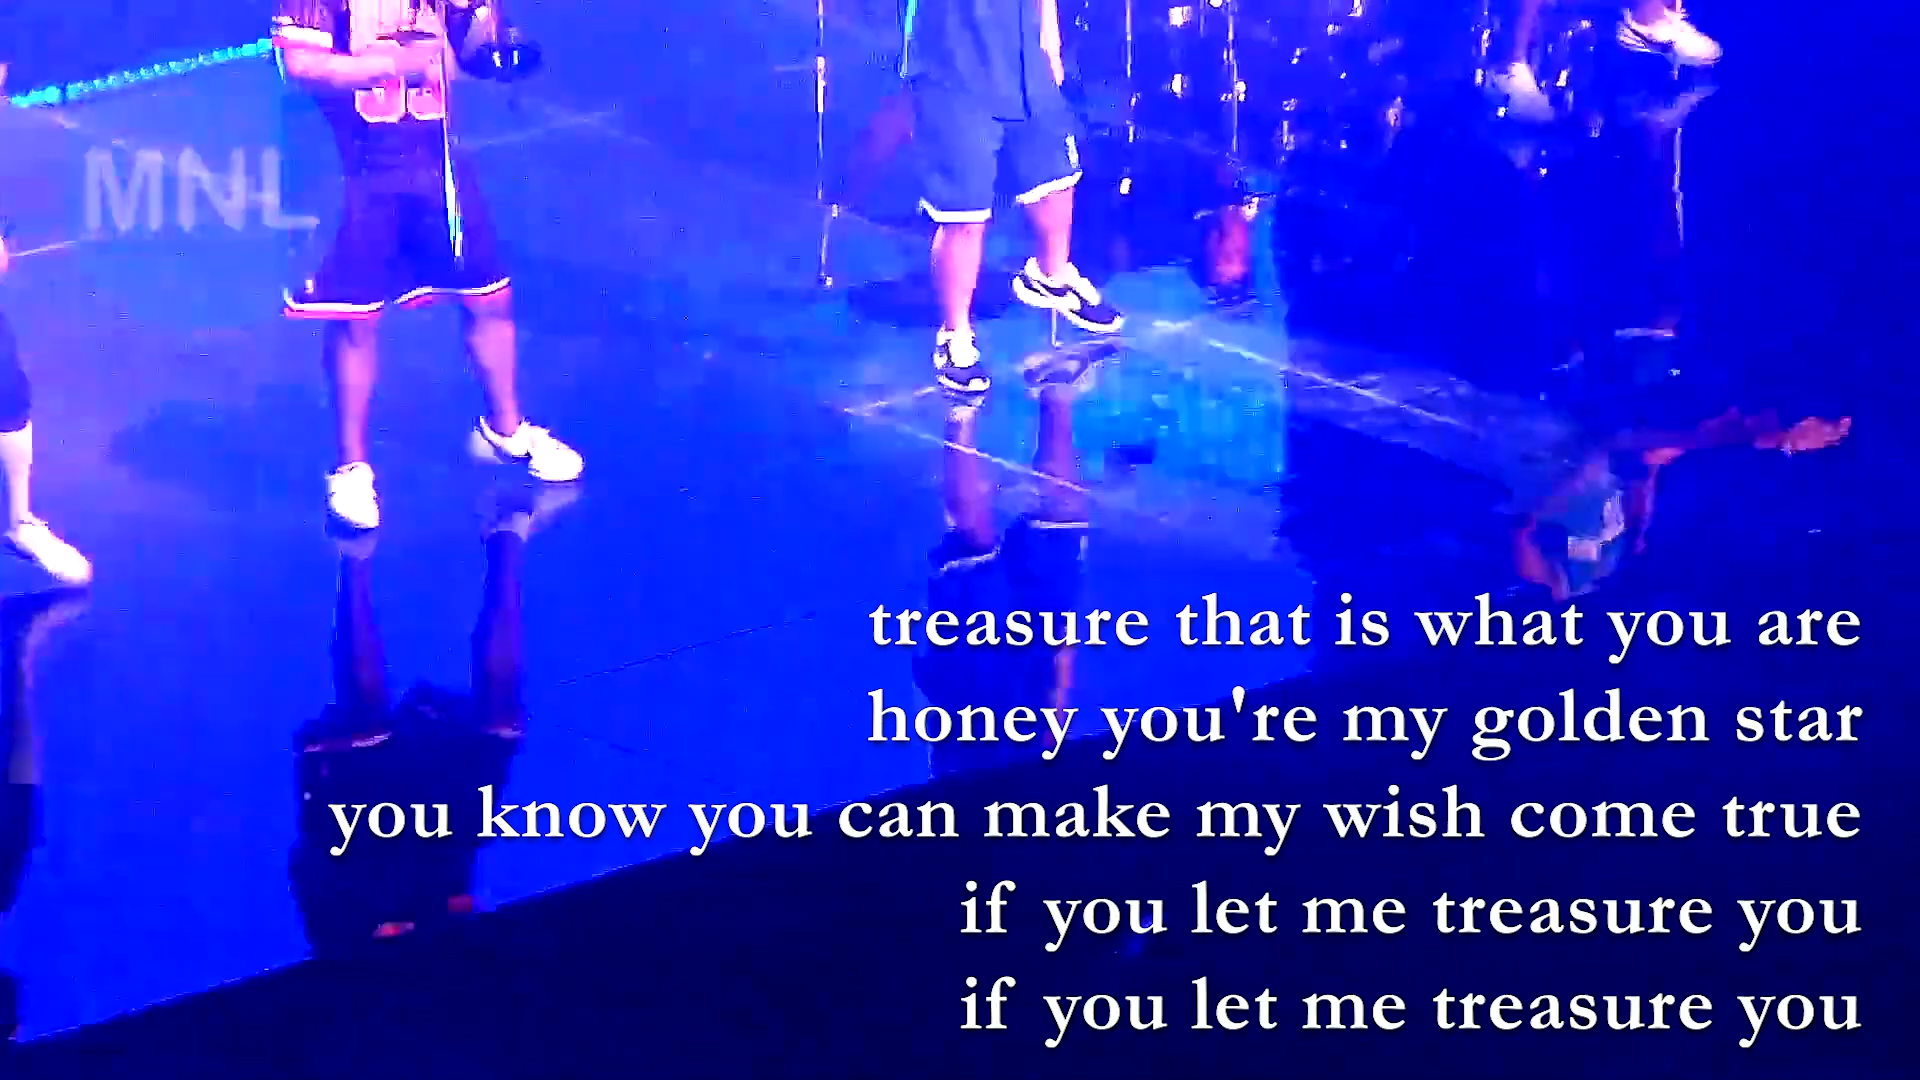 MNL
treasure that is what you are
honey you're my golden star
you know you can make my wish come true
if you let me treasure you
if you let me treasure you